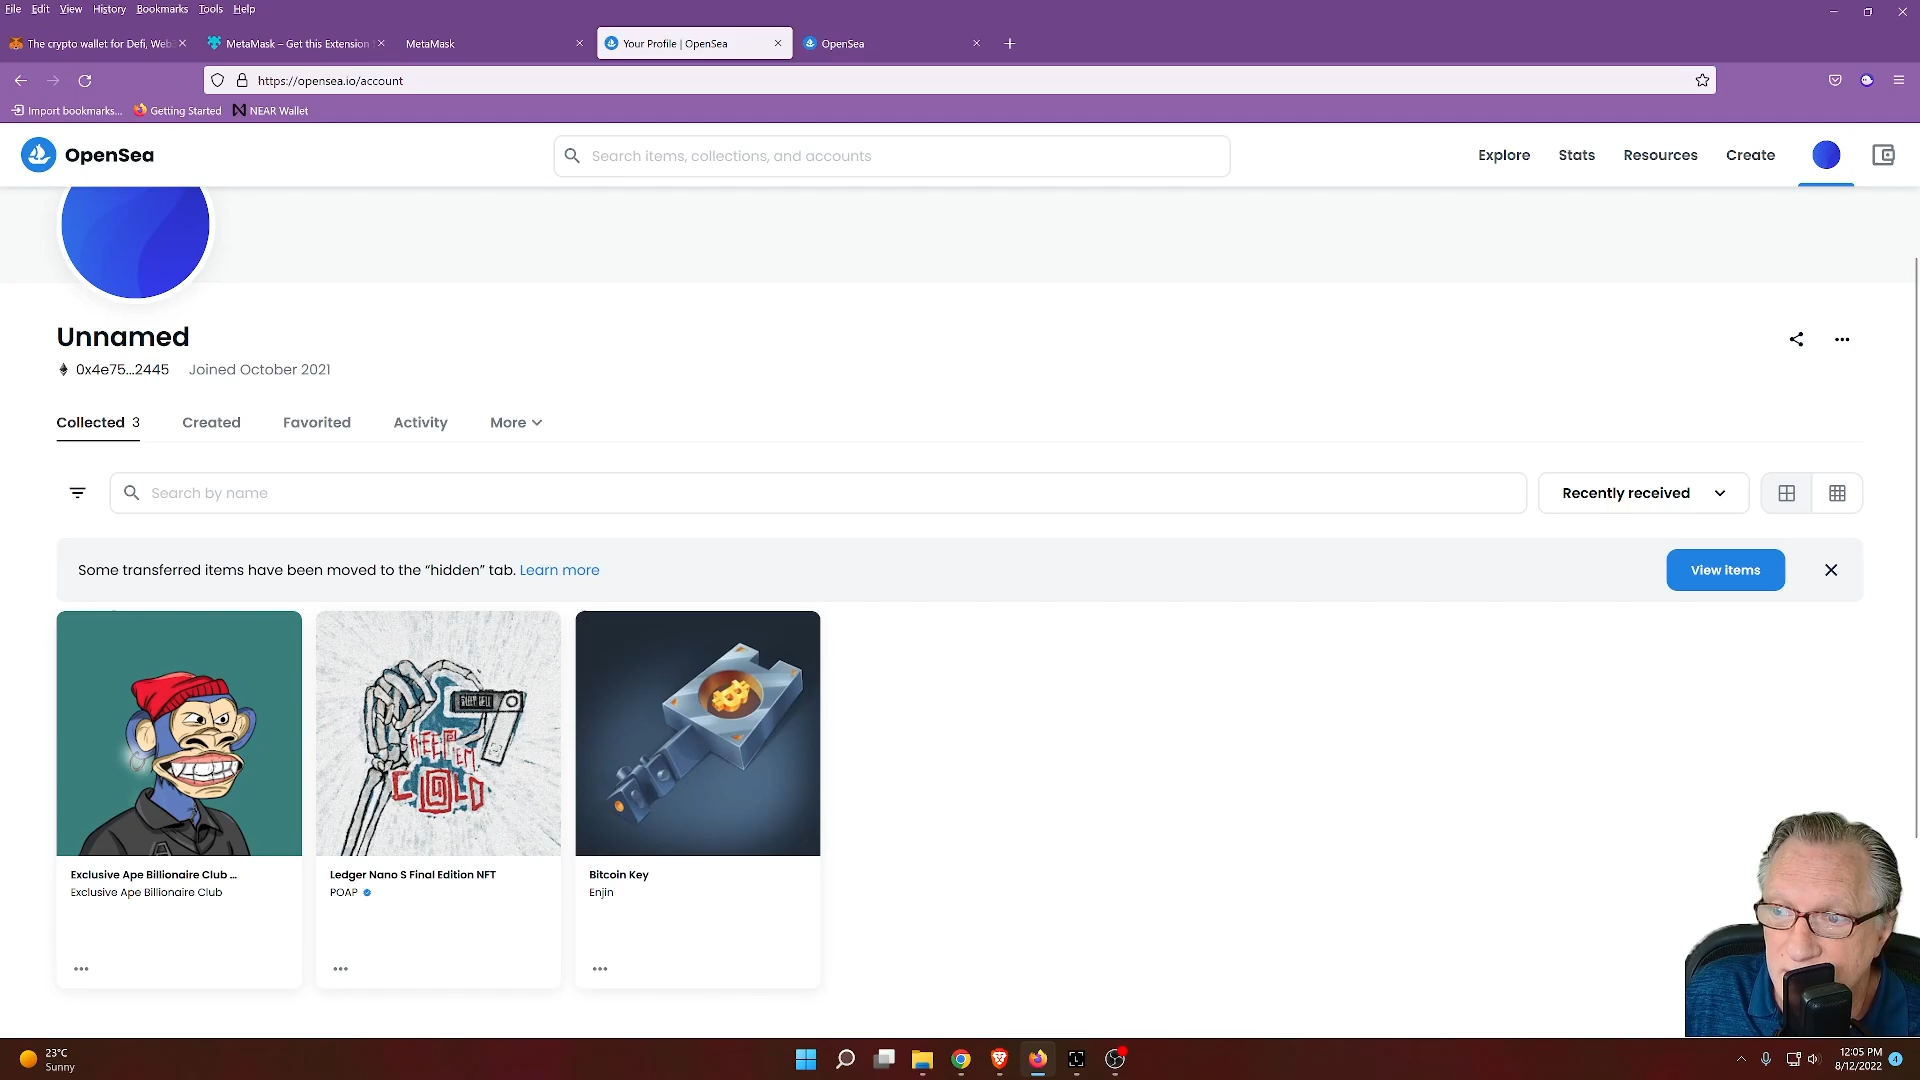 File Edit View History Bookmarks Tools Help
The crypto wallet for Defi, Web
MetaMask – Get this Extension
MetaMask
Your Profile | OpenSea
OpenSea
https://opensea.io/account
Import bookmarks...
Getting Started
NEAR Wallet
OpenSea
Search items, collections, and accounts
Explore
Stats
Resources
Create
Unnamed
0x4e75...2445 Joined October 2021
Collected 3
Created
Favorited
Activity
More
Search by name
Recently received
Some transferred items have been moved to the “hidden” tab. Learn more
View items
KEEP EM
COLD
Exclusive Ape Billionaire Club ...
Exclusive Ape Billionaire Club
Ledger Nano S Final Edition NFT
POAP
Bitcoin Key
Enjin
23°C
Sunny
12:05 PM
8/12/2022
4